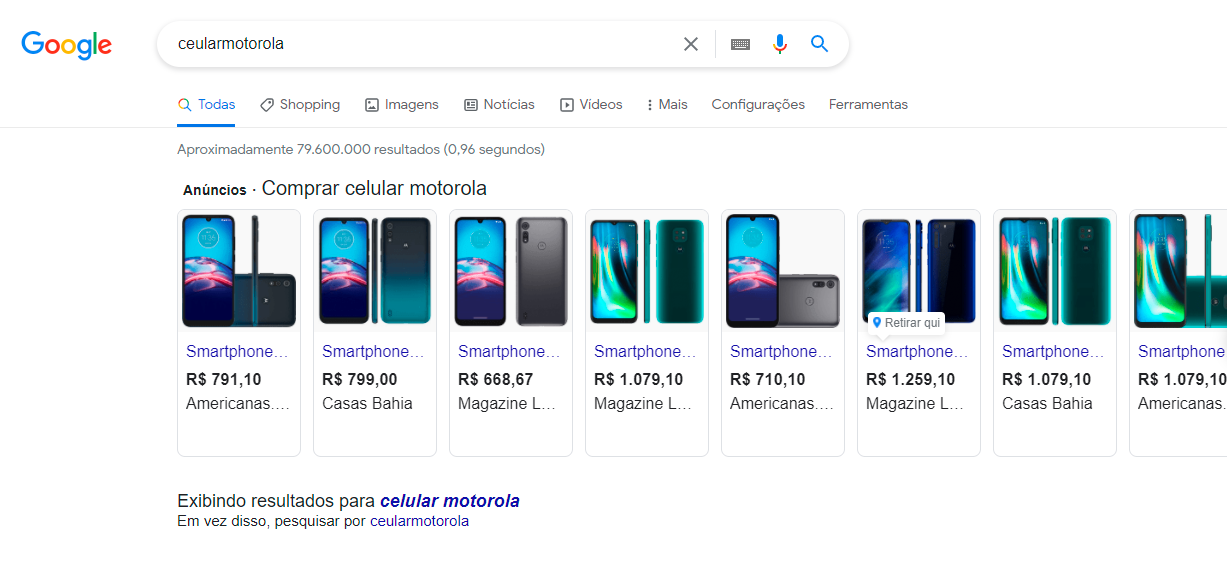 Google
ceularmotorola
Todas Shopping Imagens Notícias Vídeos Mais Configurações Ferramentas
Aproximadamente 79.600.000 resultados (0,96 segundos)
Anúncios · Comprar celular motorola
Retirar qui
Smartphone… Smartphone… Smartphone… Smartphone… Smartphone… Smartphone… Smartphone… Smartphone
R$ 791,10 R$ 799,00 R$ 668,67 R$ 1.079,10 R$ 710,10 R$ 1.259,10 R$ 1.079,10 R$ 1.079,10
Americanas.… Casas Bahia Magazine L… Magazine L… Americanas.… Magazine L… Casas Bahia Americanas.
Exibindo resultados para celular motorola
Em vez disso, pesquisar por ceularmotorola